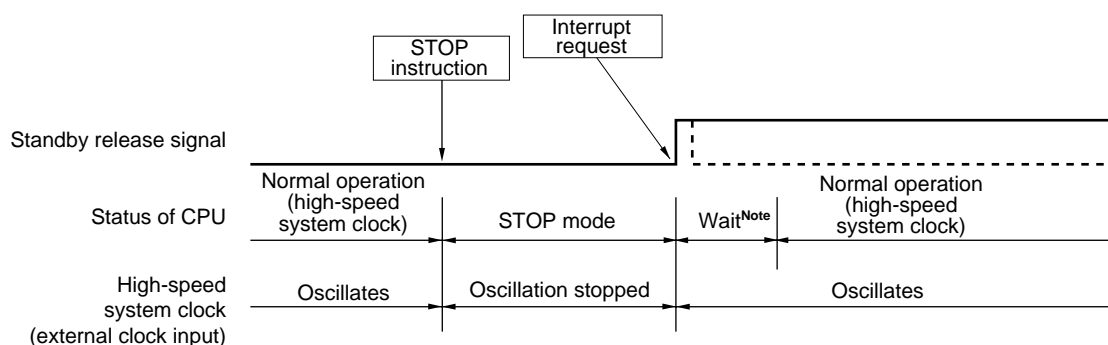 STOP
instruction
Interrupt
request
Standby release signal
Status of CPU
Normal operation
(high-speed
system clock)
STOP mode
WaitNote
Normal operation
(high-speed
system clock)
High-speed
system clock
(external clock input)
Oscillates
Oscillation stopped
Oscillates